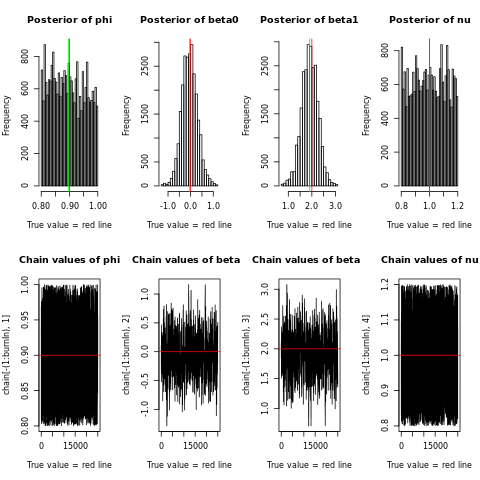 Posterior of phi
Posterior of beta0
Posterior of beta1
Posterior of nu
Frequency
0 200 400 600 800
0.80 0.90 1.00
True value = red line
Frequency
0 500 1500 2500
-1.0 0.0 1.0
True value = red line
Frequency
0 500 1500 2500
1.0 2.0 3.0
True value = red line
Frequency
0 200 400 600 800
0.8 1.0 1.2
True value = red line
Chain values of phi
Chain values of beta
Chain values of beta
Chain values of nu
chain[-(1:burnIn), 1]
0.80 0.85 0.90 0.95 1.00
0 15000
True value = red line
chain[-(1:burnIn), 2]
-1.0 -0.5 0.0 0.5 1.0
0 15000
True value = red line
chain[-(1:burnIn), 3]
1.0 1.5 2.0 2.5 3.0
0 15000
True value = red line
chain[-(1:burnIn), 4]
0.8 0.9 1.0 1.1 1.2
0 15000
True value = red line